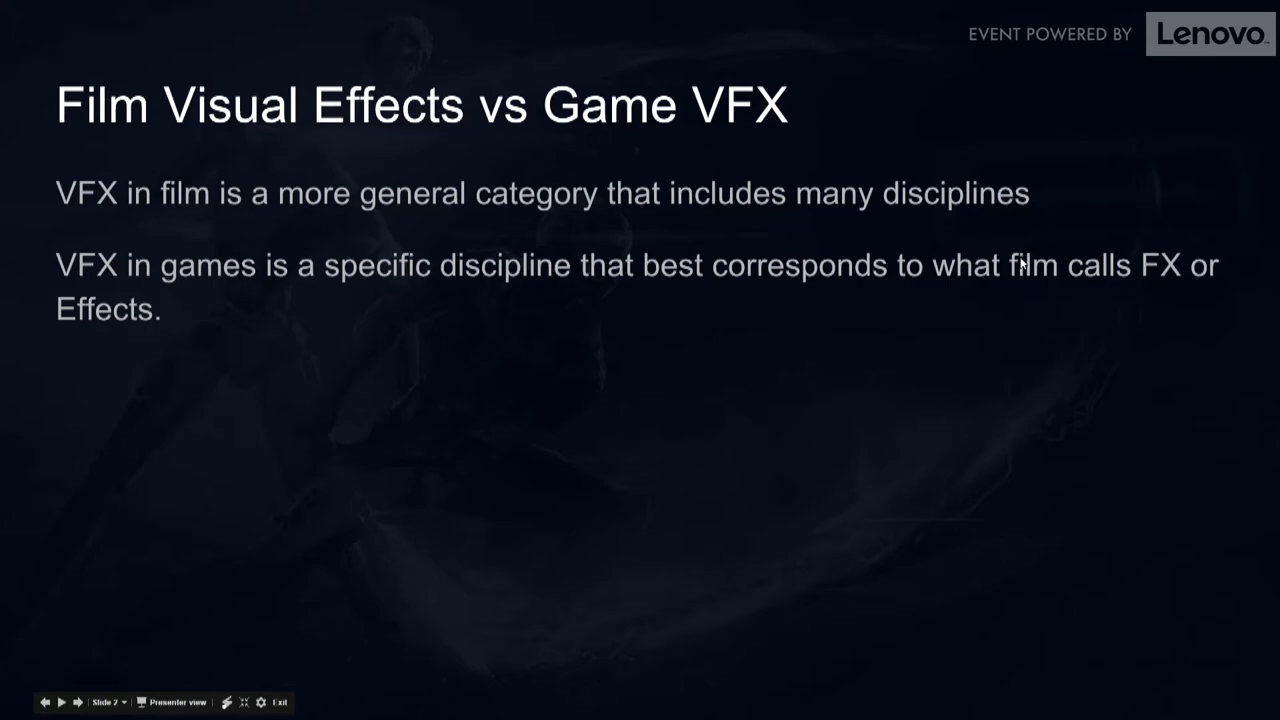 EVENT POWERED BY Lenovo
Film Visual Effects vs Game VFX
VFX in film is a more general category that includes many disciplines
VFX in games is a specific discipline that best corresponds to what film calls FX or
Effects.
Slide 2 Presenter view Exit